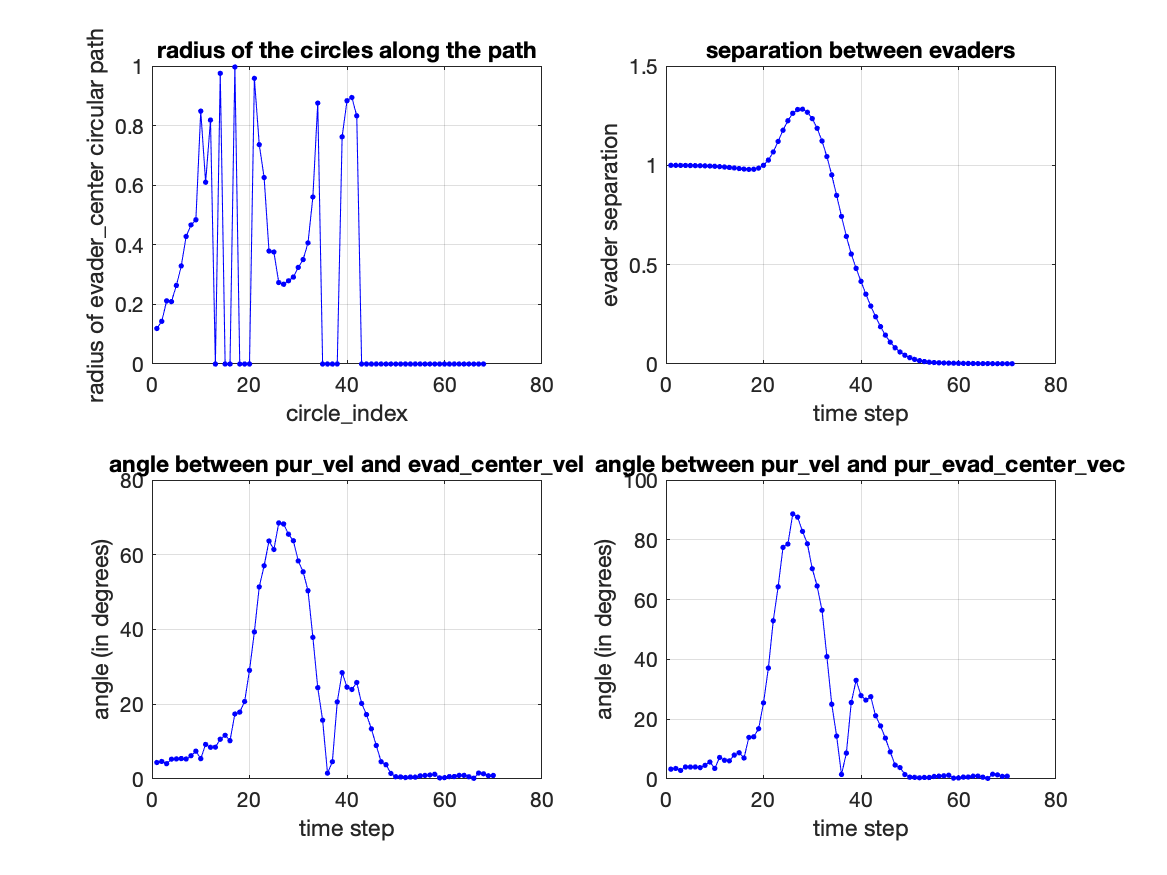 radius of the circles along the path
radius of evader_center circular path
1
0.8
0.6
0.4
0.2
0
0 20 40 60 80
circle_index
separation between evaders
evader separation
1.5
1
0.5
0
0 20 40 60 80
time step
angle between pur_vel and evad_center_vel
angle (in degrees)
80
60
40
20
0
0 20 40 60 80
time step
angle between pur_vel and pur_evad_center_vec
angle (in degrees)
100
80
60
40
20
0
0 20 40 60 80
time step